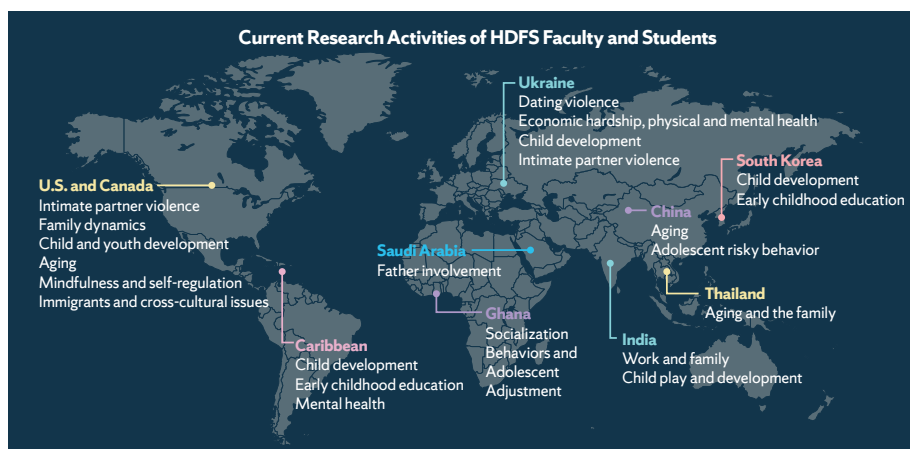 Current Research Activities of HDFS Faculty and Students
Ukraine
Dating violence
Economic hardship, physical and mental health
Child development
Intimate partner violence
South Korea
Child development
Early childhood education
U.S. and Canada
Intimate partner violence
Family dynamics
Child and youth development
Aging
Mindfulness and self-regulation
Immigrants and cross-cultural issues
China
Aging
Adolescent risky behavior
Saudi Arabia
Father involvement
Thailand
Aging and the family
Ghana
Socialization
Behaviors and
Adolescent
Adjustment
India
Work and family
Child play and development
Caribbean
Child development
Early childhood education
Mental health